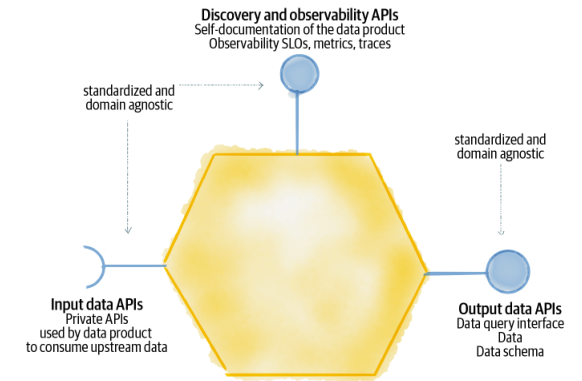 Discovery and observability APIs
Self-documentation of the data product
Observability SLOs, metrics, traces
standardized and
domain agnostic
standardized and
domain agnostic
Input data APIs
Private APIs
used by data product
to consume upstream data
Output data APIs
Data query interface
Data
Data schema